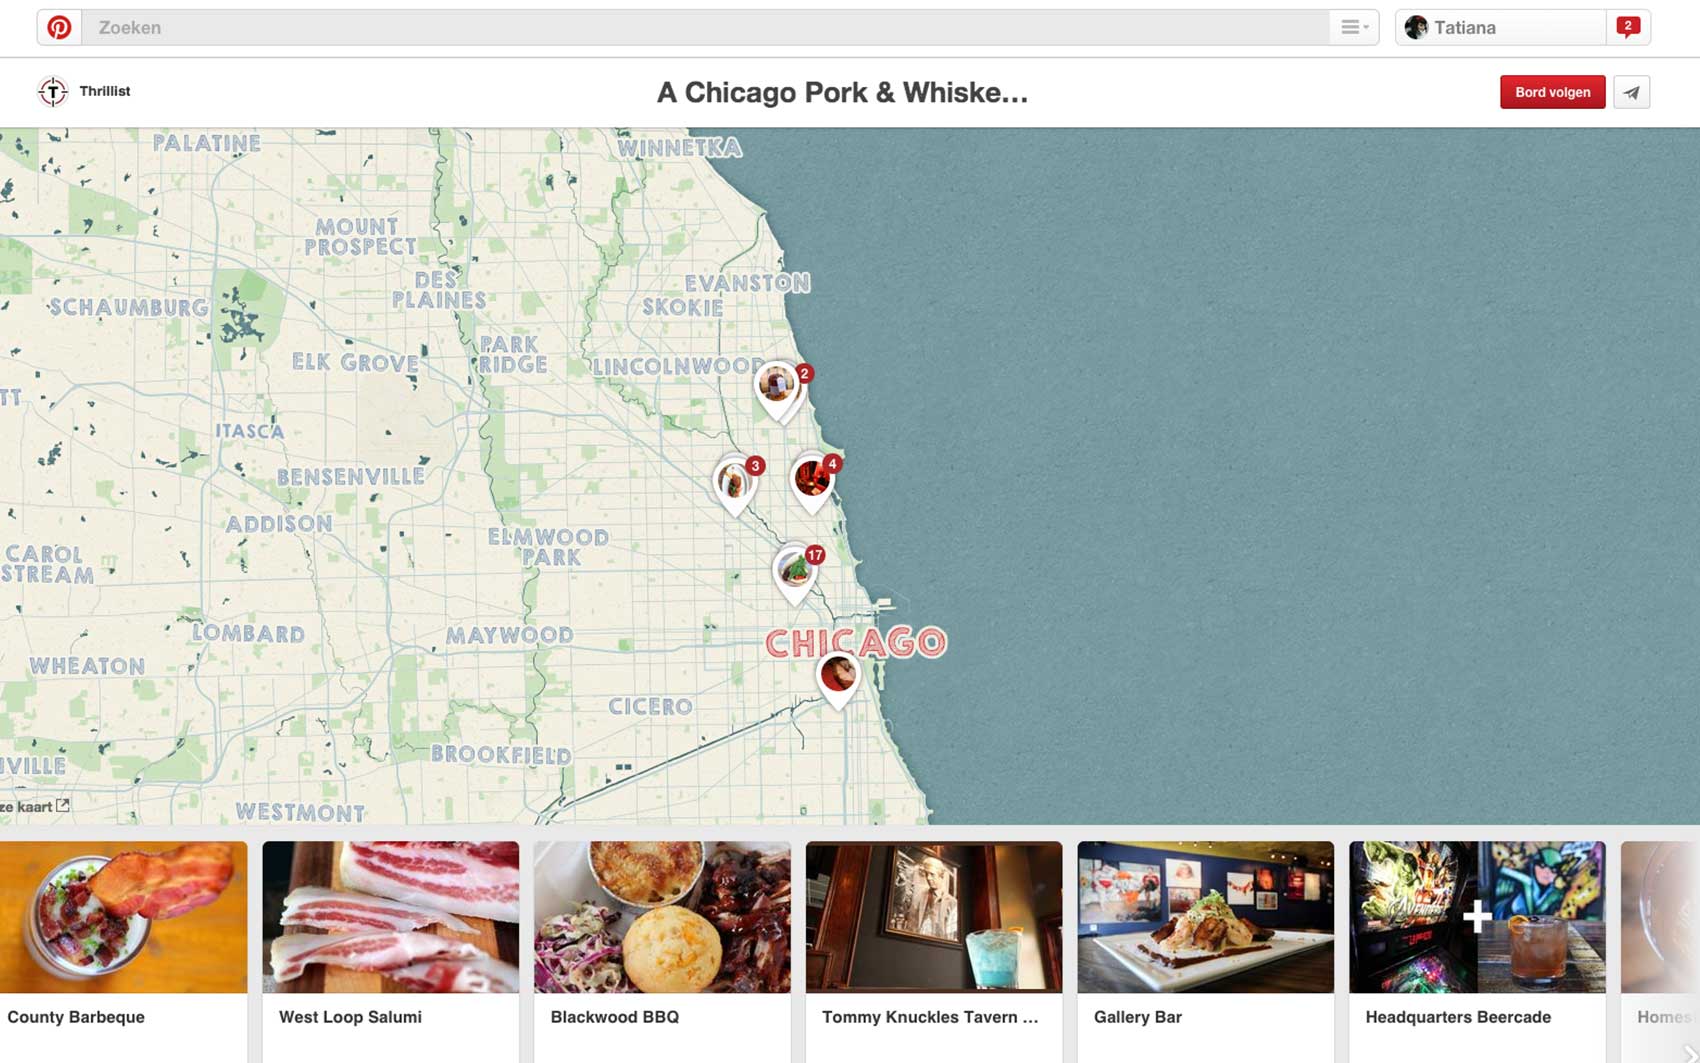 Zoeken
Tatiana
2
Thrillist
A Chicago Pork & Whiske...
Bord volgen
PALATINE
WINNETKA
MOUNT
PROSPECT
DES
PLAINES
EVANSTON
SKOKIE
SCHAUMBURG
ELK GROVE
PARK
RIDGE
LINCOLNWOOD
2
TT
ITASCA
BENSENVILLE
3
4
ADDISON
ELMWOOD
PARK
CAROL
STREAM
17
LOMBARD
MAYWOOD
CHICAGO
WHEATON
CICERO
BROOKFIELD
VILLE
ze kaart
WESTMONT
AVENGERS
County Barbeque
West Loop Salumi
Blackwood BBQ
Tommy Knuckles Tavern ...
Gallery Bar
Headquarters Beercade
Homes